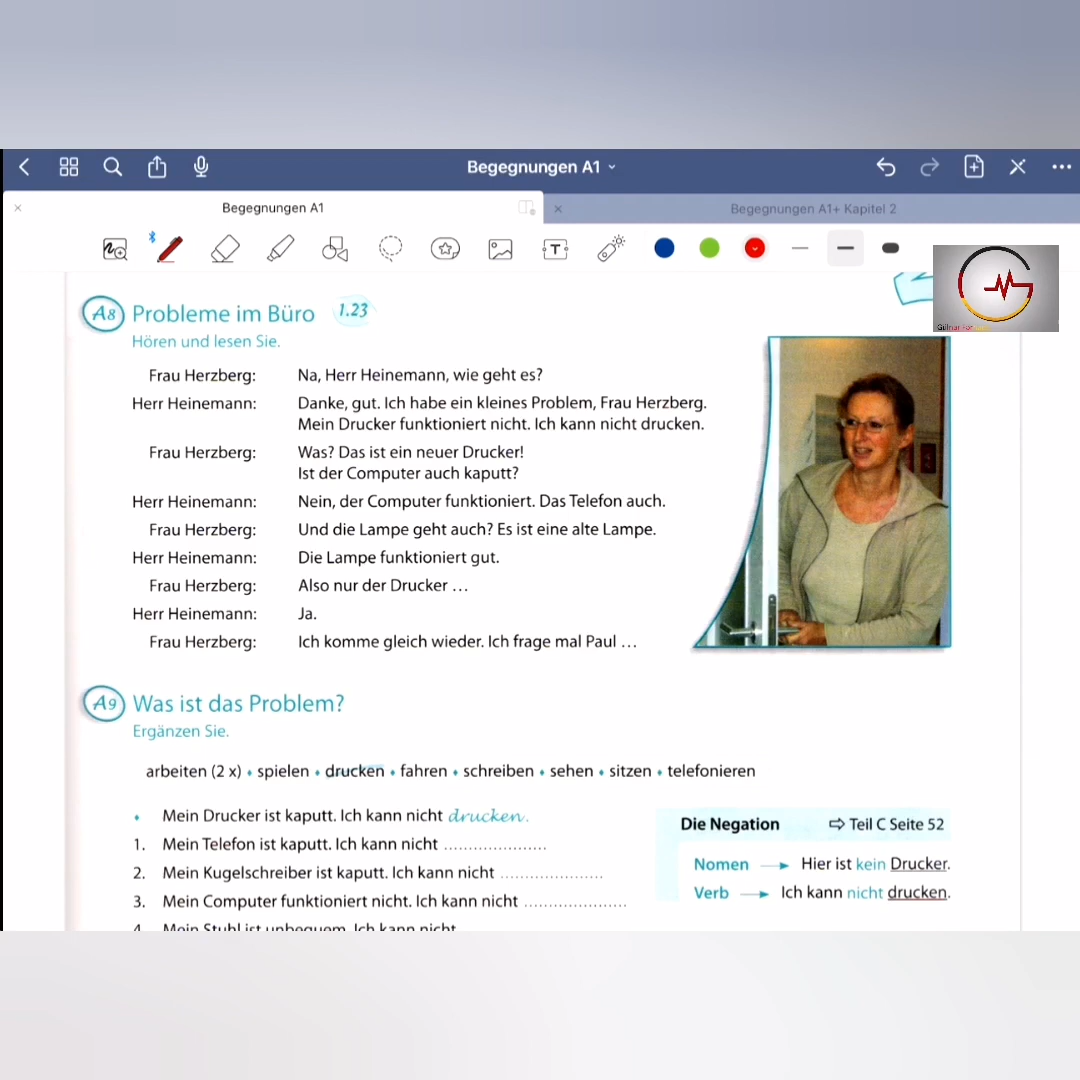 Begegnungen A1
Begegnungen A1
Begegnungen A1+ Kapitel 2
A8 Probleme im Büro 1.23
Hören und lesen Sie.
Frau Herzberg: Na, Herr Heinemann, wie geht es?
Herr Heinemann: Danke, gut. Ich habe ein kleines Problem, Frau Herzberg.
Mein Drucker funktioniert nicht. Ich kann nicht drucken.
Frau Herzberg: Was? Das ist ein neuer Drucker!
Ist der Computer auch kaputt?
Herr Heinemann: Nein, der Computer funktioniert. Das Telefon auch.
Frau Herzberg: Und die Lampe geht auch? Es ist eine alte Lampe.
Herr Heinemann: Die Lampe funktioniert gut.
Frau Herzberg: Also nur der Drucker …
Herr Heinemann: Ja.
Frau Herzberg: Ich komme gleich wieder. Ich frage mal Paul …
A9 Was ist das Problem?
Ergänzen Sie.
arbeiten (2 x) • spielen • drucken • fahren • schreiben • sehen • sitzen • telefonieren
• Mein Drucker ist kaputt. Ich kann nicht drucken.
1. Mein Telefon ist kaputt. Ich kann nicht ....................
2. Mein Kugelschreiber ist kaputt. Ich kann nicht ....................
3. Mein Computer funktioniert nicht. Ich kann nicht ....................
4. Mein Stuhl ist unbequem. Ich kann nicht
Die Negation ⇨ Teil C Seite 52
Nomen → Hier ist kein Drucker.
Verb → Ich kann nicht drucken.